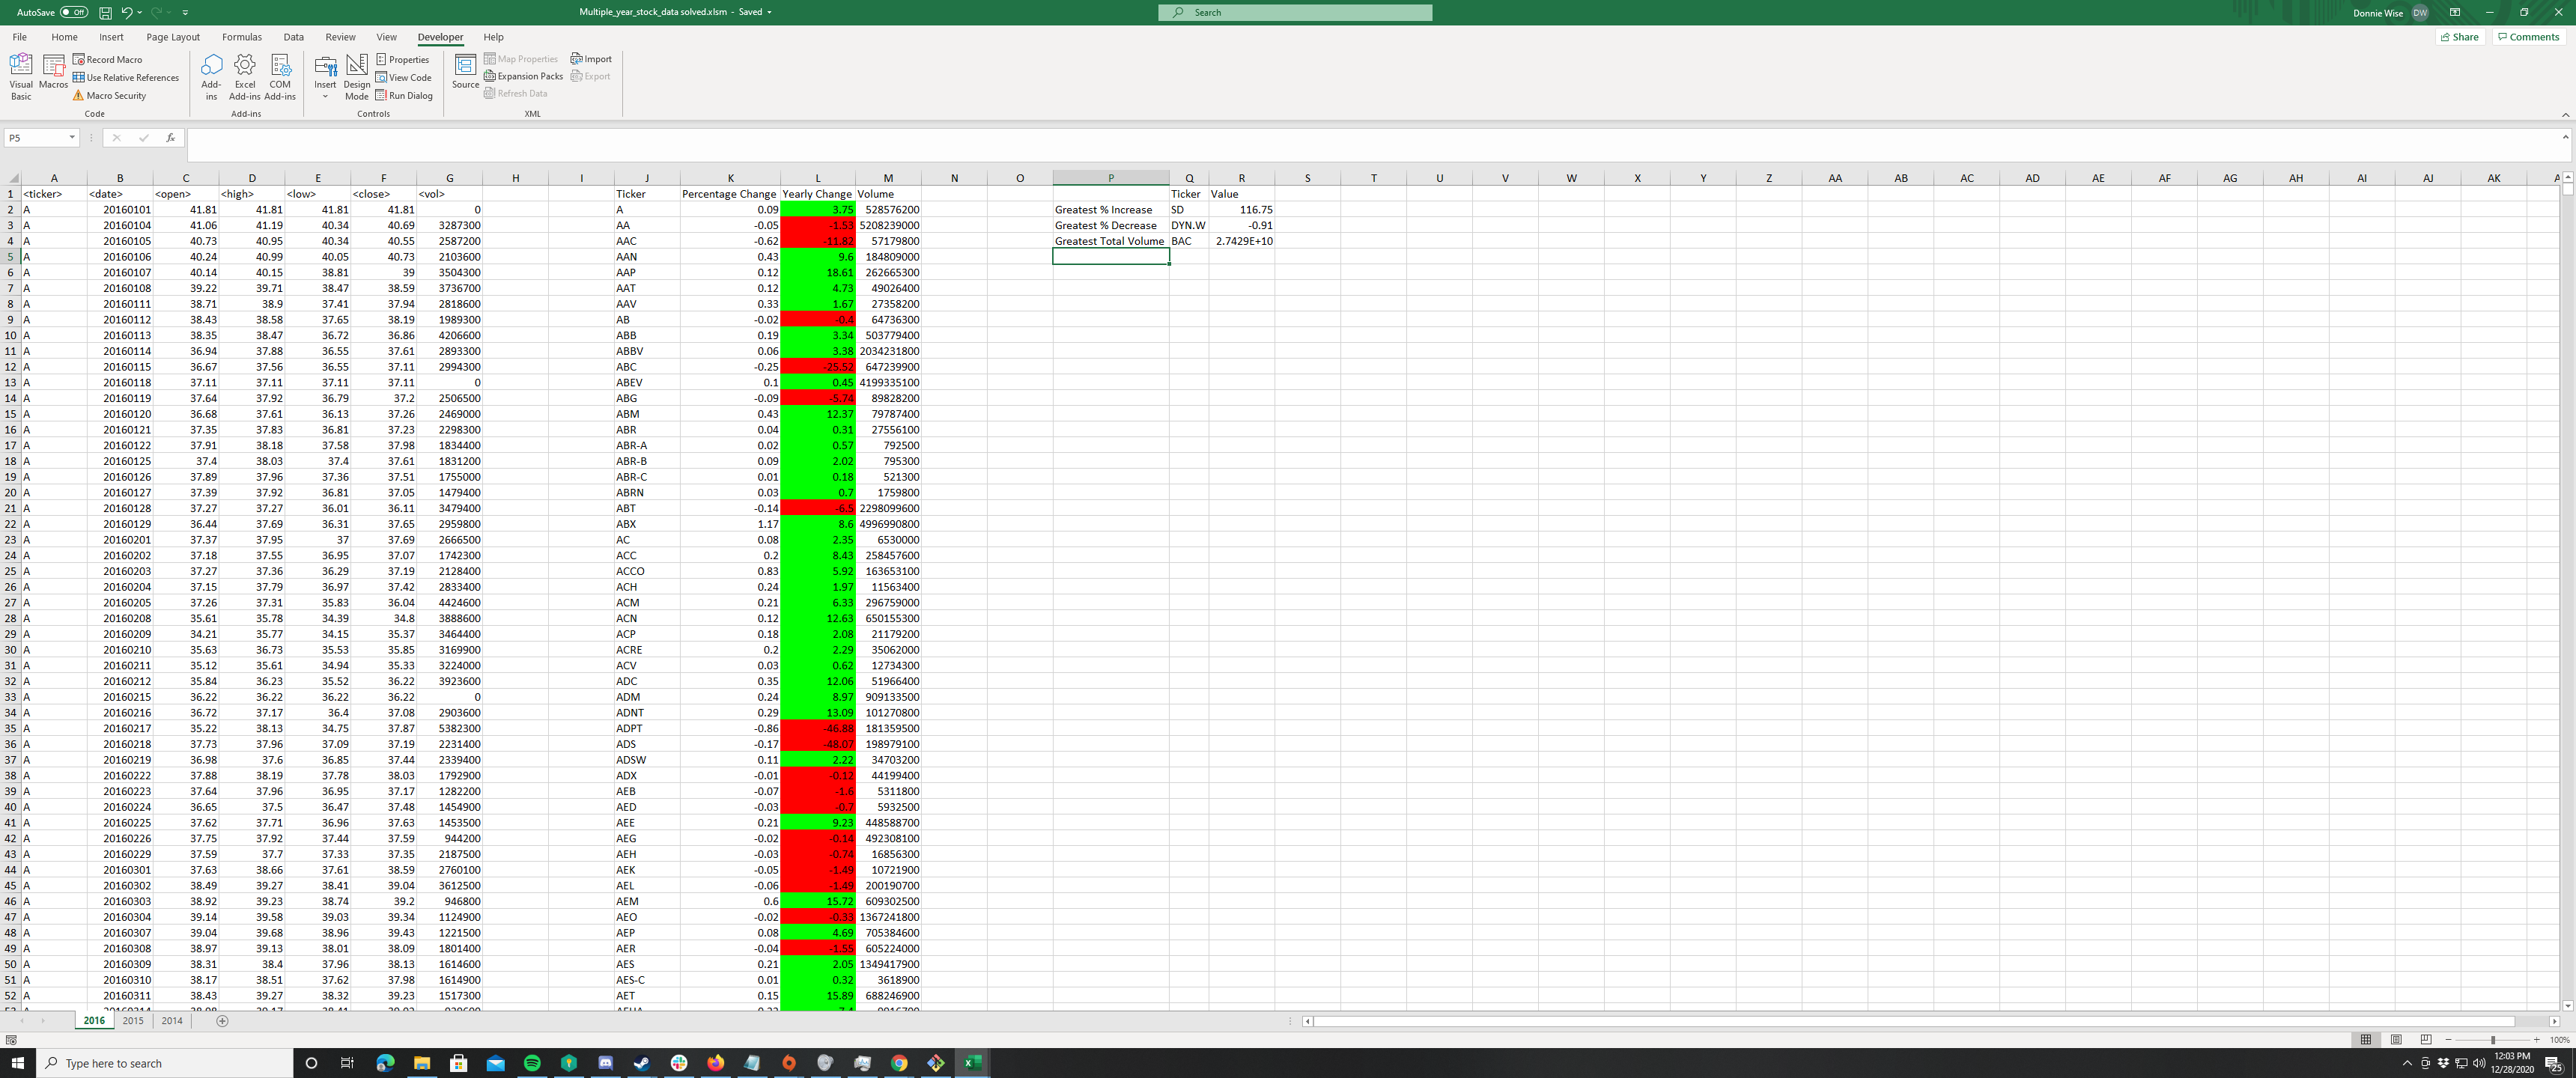 AutoSave Off Multiple_year_stock_data solved.xlsm - Saved Search Donnie Wise DW
File Home Insert Page Layout Formulas Data Review View Developer Help Share Comments
Visual Basic Macros Record Macro Use Relative References Macro Security Code
Add-ins Excel Add-ins COM Add-ins Add-ins
Insert Design Mode Properties View Code Run Dialog Controls
Source Map Properties Expansion Packs Refresh Data Import Export XML
P5 fx
A B C D E F G H I J K L M N O P Q R S T U V W X Y Z AA AB AC AD AE AF AG AH AI AJ AK
1 <ticker> <date> <open> <high> <low> <close> <vol> Ticker Percentage Change Yearly Change Volume Ticker Value
2 A 20160101 41.81 41.81 41.81 41.81 0 A 0.09 3.75 528576200 Greatest % Increase SD 116.75
3 A 20160104 41.06 41.19 40.34 40.69 3287300 AA -0.05 -1.53 5208239000 Greatest % Decrease DYN.W -0.91
4 A 20160105 40.73 40.95 40.34 40.55 2587200 AAC -0.62 -11.82 57179800 Greatest Total Volume BAC 2.7429E+10
5 A 20160106 40.24 40.99 40.05 40.73 2103600 AAN 0.43 9.6 184809000
6 A 20160107 40.14 40.15 38.81 39 3504300 AAP 0.12 18.61 262665300
7 A 20160108 39.22 39.71 38.47 38.59 3736700 AAT 0.12 4.73 49026400
8 A 20160111 38.71 38.9 37.41 37.94 2818600 AAV 0.33 1.67 27358200
9 A 20160112 38.43 38.58 37.65 38.19 1989300 AB -0.02 -0.4 64736300
10 A 20160113 38.35 38.47 36.72 36.86 4206600 ABB 0.19 3.34 503779400
11 A 20160114 36.94 37.88 36.55 37.61 2893300 ABBV 0.06 3.38 2034231800
12 A 20160115 36.67 37.56 36.55 37.11 2994300 ABC -0.25 -25.52 647239900
13 A 20160118 37.11 37.11 37.11 37.11 0 ABEV 0.1 0.45 4199335100
14 A 20160119 37.64 37.92 36.79 37.2 2506500 ABG -0.09 -5.74 89828200
15 A 20160120 36.68 37.61 36.13 37.26 2469000 ABM 0.43 12.37 79787400
16 A 20160121 37.35 37.83 36.81 37.23 2298300 ABR 0.04 0.31 27556100
17 A 20160122 37.91 38.18 37.58 37.98 1834400 ABR-A 0.02 0.57 792500
18 A 20160125 37.4 38.03 37.4 37.61 1831200 ABR-B 0.09 2.02 795300
19 A 20160126 37.89 37.96 37.36 37.51 1755000 ABR-C 0.01 0.18 521300
20 A 20160127 37.39 37.92 36.81 37.05 1479400 ABRN 0.03 0.7 1759800
21 A 20160128 37.27 37.27 36.01 36.11 3479400 ABT -0.14 -6.5 2298099600
22 A 20160129 36.44 37.69 36.31 37.65 2959800 ABX 1.17 8.6 4996990800
23 A 20160201 37.37 37.95 37 37.69 2666500 AC 0.08 2.35 6530000
24 A 20160202 37.18 37.55 36.95 37.07 1742300 ACC 0.2 8.43 258457600
25 A 20160203 37.27 37.36 36.29 37.19 2128400 ACCO 0.83 5.92 163653100
26 A 20160204 37.15 37.79 36.97 37.42 2833400 ACH 0.24 1.97 11563400
27 A 20160205 37.26 37.31 35.83 36.04 4424600 ACM 0.21 6.33 296759000
28 A 20160208 35.61 35.78 34.39 34.8 3888600 ACN 0.12 12.63 650155300
29 A 20160209 34.21 35.77 34.15 35.37 3464400 ACP 0.18 2.08 21179200
30 A 20160210 35.63 36.73 35.53 35.85 3169900 ACRE 0.2 2.29 35062000
31 A 20160211 35.12 35.61 34.94 35.33 3224000 ACV 0.03 0.62 12734300
32 A 20160212 35.84 36.23 35.52 36.22 3923600 ADC 0.35 12.06 51966400
33 A 20160215 36.22 36.22 36.22 36.22 0 ADM 0.24 8.97 909133500
34 A 20160216 36.72 37.17 36.4 37.08 2903600 ADNT 0.29 13.09 101270800
35 A 20160217 35.22 38.13 34.75 37.87 5382300 ADPT -0.86 -46.88 181359500
36 A 20160218 37.73 37.96 37.09 37.19 2231400 ADS -0.17 -48.07 198979100
37 A 20160219 36.98 37.6 36.85 37.44 2339400 ADSW 0.11 2.22 34703200
38 A 20160222 37.88 38.19 37.78 38.03 1792900 ADX -0.01 -0.12 44199400
39 A 20160223 37.64 37.96 36.95 37.17 1282200 AEB -0.07 -1.6 5311800
40 A 20160224 36.65 37.5 36.47 37.48 1454900 AED -0.03 -0.7 5932500
41 A 20160225 37.62 37.71 36.96 37.63 1453500 AEE 0.21 9.23 448588700
42 A 20160226 37.75 37.92 37.44 37.59 944200 AEG -0.02 -0.14 492308100
43 A 20160229 37.59 37.7 37.33 37.35 2187500 AEH -0.03 -0.74 16856300
44 A 20160301 37.63 38.66 37.61 38.59 2760100 AEK -0.05 -1.49 10721900
45 A 20160302 38.49 39.27 38.41 39.04 3612500 AEL -0.06 -1.49 200190700
46 A 20160303 38.92 39.23 38.74 39.2 946800 AEM 0.6 15.72 609302500
47 A 20160304 39.14 39.58 39.03 39.34 1124900 AEO -0.02 -0.33 1367241800
48 A 20160307 39.04 39.68 38.96 39.43 1221500 AEP 0.08 4.69 705384600
49 A 20160308 38.97 39.13 38.01 38.09 1801400 AER -0.04 -1.55 605224000
50 A 20160309 38.31 38.4 37.96 38.13 1614600 AES 0.21 2.05 1349417900
51 A 20160310 38.17 38.51 37.62 37.98 1614900 AES-C 0.01 0.32 3618900
52 A 20160311 38.43 39.27 38.32 39.23 1517300 AET 0.15 15.89 688246900
2016 2015 2014
100%
Type here to search 12:03 PM
12/28/2020 25